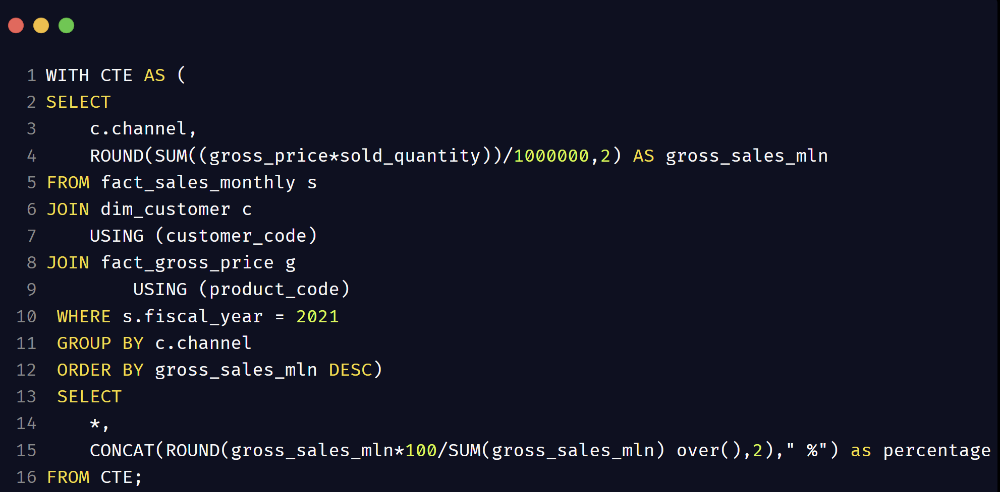 1 WITH CTE AS (
2 SELECT
3     c.channel,
4     ROUND(SUM((gross_price*sold_quantity))/1000000,2) AS gross_sales_mln
5 FROM fact_sales_monthly s
6 JOIN dim_customer c
7     USING (customer_code)
8 JOIN fact_gross_price g
9         USING (product_code)
10  WHERE s.fiscal_year = 2021
11  GROUP BY c.channel
12  ORDER BY gross_sales_mln DESC)
13  SELECT
14     *,
15     CONCAT(ROUND(gross_sales_mln*100/SUM(gross_sales_mln) over(),2)," %") as percentage
16 FROM CTE;